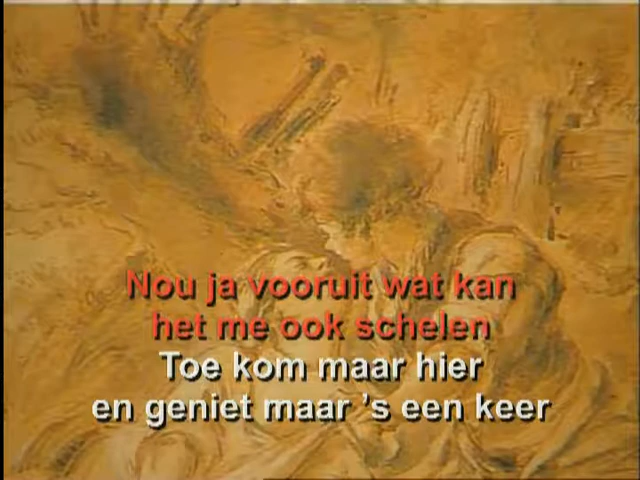 Nou ja vooruit wat kan
het me ook schelen
Toe kom maar hier
en geniet maar 's een keer